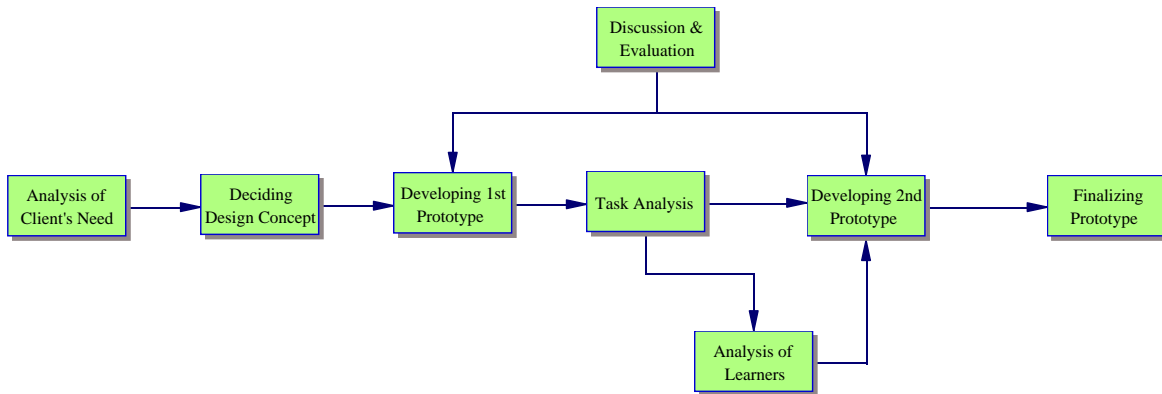 Discussion &
Evaluation
Analysis of
Client's Need
Deciding
Design Concept
Developing 1st
Prototype
Task Analysis
Developing 2nd
Prototype
Finalizing
Prototype
Analysis of
Learners